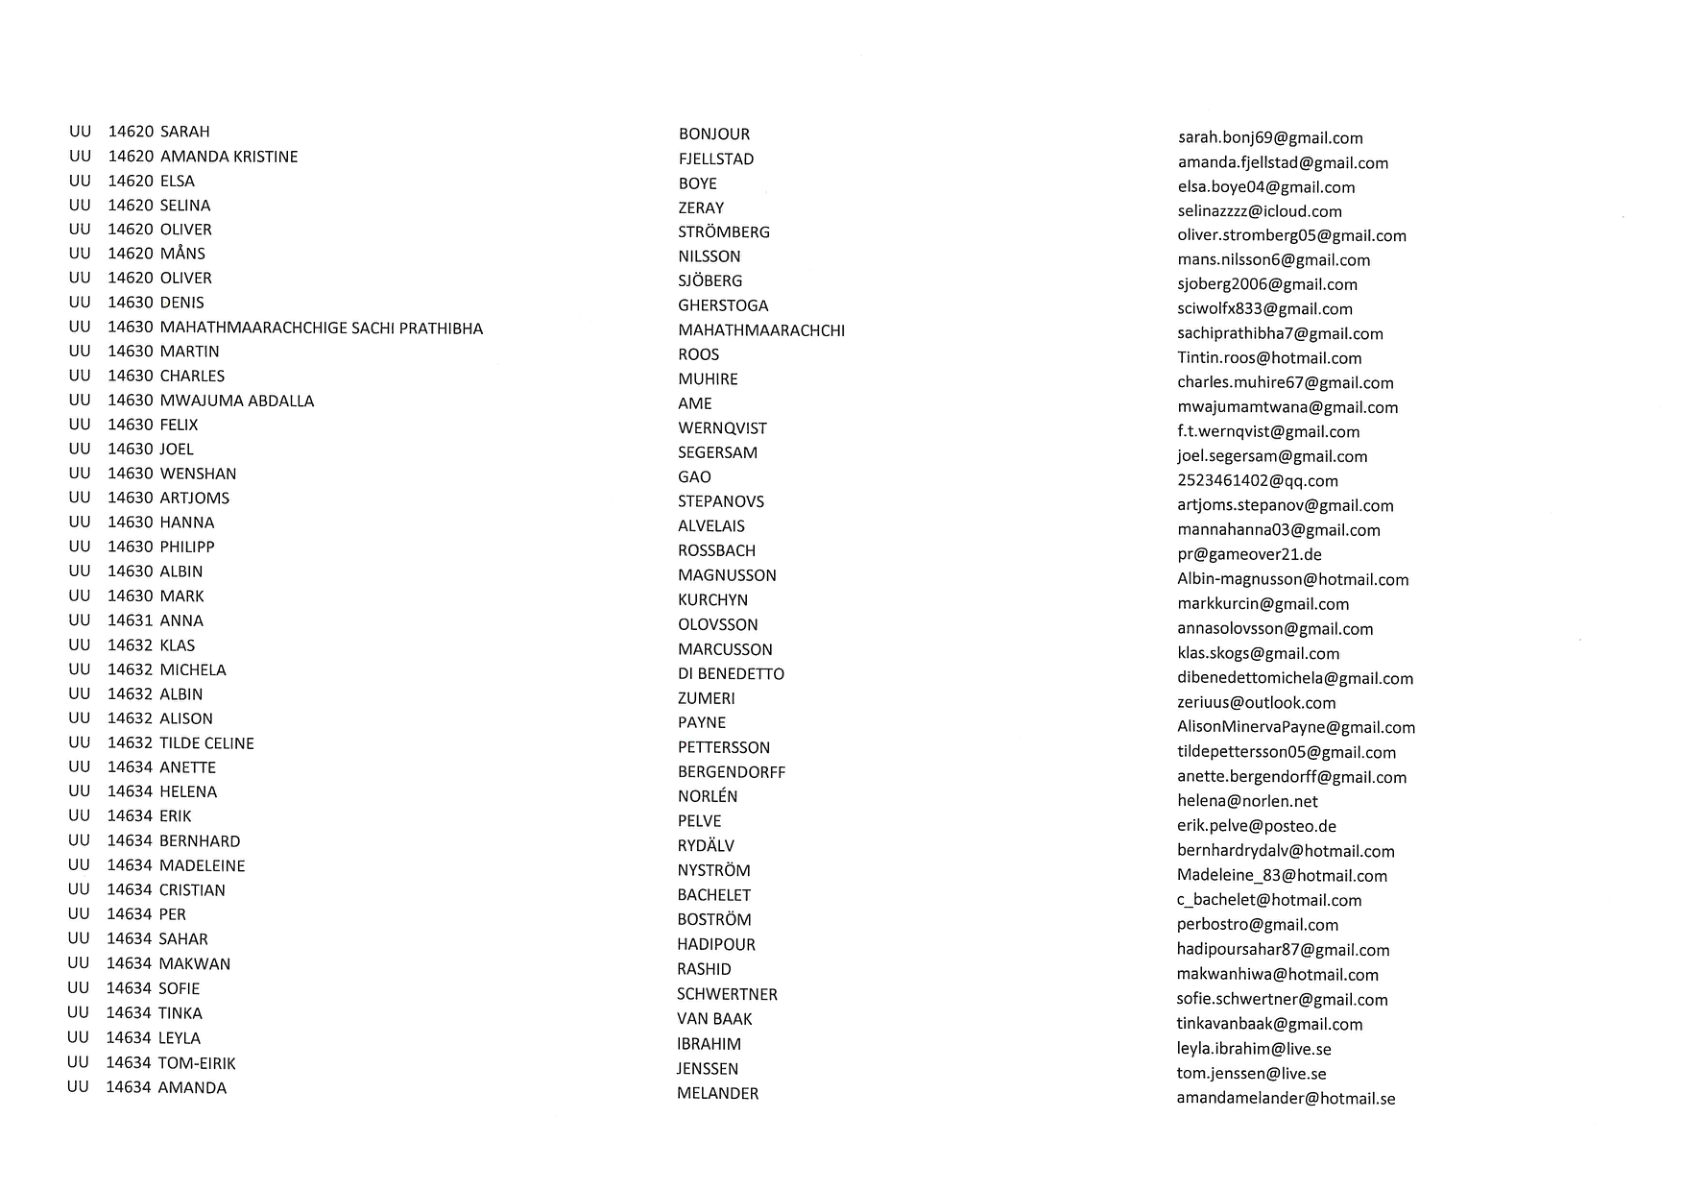 UU 14620 SARAH BONJOUR sarah.bonj69@gmail.com
UU 14620 AMANDA KRISTINE FJELLSTAD amanda.fjellstad@gmail.com
UU 14620 ELSA BOYE elsa.boye04@gmail.com
UU 14620 SELINA ZERAY selinazzzz@icloud.com
UU 14620 OLIVER STRÖMBERG oliver.stromberg05@gmail.com
UU 14620 MÅNS NILSSON mans.nilsson6@gmail.com
UU 14620 OLIVER SJÖBERG sjoberg2006@gmail.com
UU 14630 DENIS GHERSTOGA sciwolfx833@gmail.com
UU 14630 MAHATHMAARACHCHIGE SACHI PRATHIBHA MAHATHMAARACHCHI sachiprathibha7@gmail.com
UU 14630 MARTIN ROOS Tintin.roos@hotmail.com
UU 14630 CHARLES MUHIRE charles.muhire67@gmail.com
UU 14630 MWAJUMA ABDALLA AME mwajumamtwana@gmail.com
UU 14630 FELIX WERNQVIST f.t.wernqvist@gmail.com
UU 14630 JOEL SEGERSAM joel.segersam@gmail.com
UU 14630 WENSHAN GAO 2523461402@qq.com
UU 14630 ARTJOMS STEPANOVS artjoms.stepanov@gmail.com
UU 14630 HANNA ALVELAIS mannahanna03@gmail.com
UU 14630 PHILIPP ROSSBACH pr@gameover21.de
UU 14630 ALBIN MAGNUSSON Albin-magnusson@hotmail.com
UU 14630 MARK KURCHYN markkurcin@gmail.com
UU 14631 ANNA OLOVSSON annasolovsson@gmail.com
UU 14632 KLAS MARCUSSON klas.skogs@gmail.com
UU 14632 MICHELA DI BENEDETTO dibenedettomichela@gmail.com
UU 14632 ALBIN ZUMERI zeriuus@outlook.com
UU 14632 ALISON PAYNE AlisonMinervaPayne@gmail.com
UU 14632 TILDE CELINE PETTERSSON tildepettersson05@gmail.com
UU 14634 ANETTE BERGENDORFF anette.bergendorff@gmail.com
UU 14634 HELENA NORLÉN helena@norlen.net
UU 14634 ERIK PELVE erik.pelve@posteo.de
UU 14634 BERNHARD RYDÄLV bernhardrydalv@hotmail.com
UU 14634 MADELEINE NYSTRÖM Madeleine_83@hotmail.com
UU 14634 CRISTIAN BACHELET c_bachelet@hotmail.com
UU 14634 PER BOSTRÖM perbostro@gmail.com
UU 14634 SAHAR HADIPOUR hadipoursahar87@gmail.com
UU 14634 MAKWAN RASHID makwanhiwa@hotmail.com
UU 14634 SOFIE SCHWERTNER sofie.schwertner@gmail.com
UU 14634 TINKA VAN BAAK tinkavanbaak@gmail.com
UU 14634 LEYLA IBRAHIM leyla.ibrahim@live.se
UU 14634 TOM-EIRIK JENSSEN tom.jenssen@live.se
UU 14634 AMANDA MELANDER amandamelander@hotmail.se